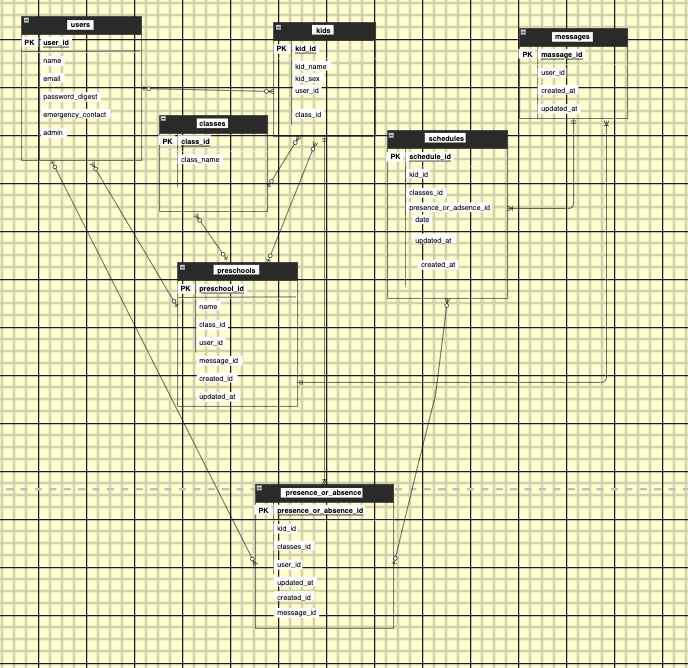 users
PK user_id
name
email
password_digest
emergency_contact
admin
kids
PK kid_id
kid_name
kid_sex
user_id
class_id
messages
PK massage_id
user_id
created_at
updated_at
classes
PK class_id
class_name
schedules
PK schedule_id
kid_id
classes_id
presence_or_adsence_id
date
updated_at
created_at
preschools
PK preschool_id
name
class_id
user_id
message_id
created_id
updated_at
presence_or_absence
PK presence_or_absence_id
kid_id
classes_id
user_id
updated_at
created_id
message_id